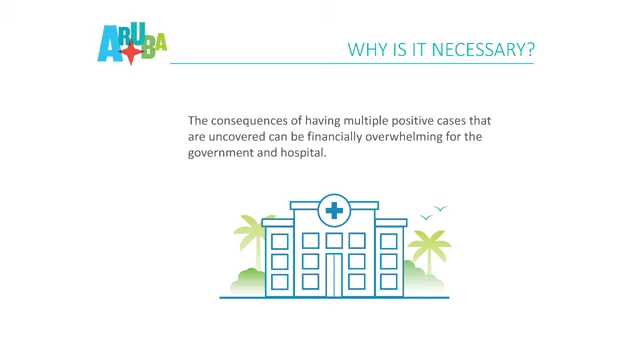 ARUBA
WHY IS IT NECESSARY?
The consequences of having multiple positive cases that
are uncovered can be financially overwhelming for the
government and hospital.